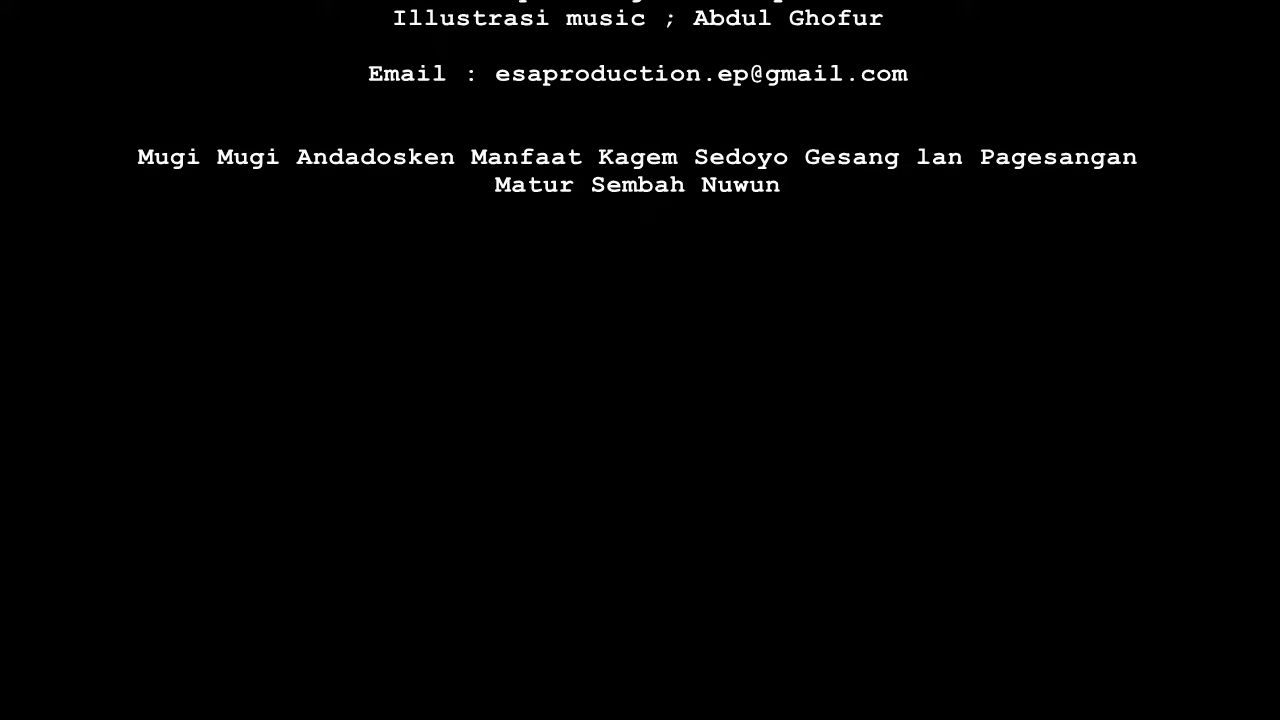 Illustrasi music ; Abdul Ghofur
Email : esaproduction.ep@gmail.com
Mugi Mugi Andadosken Manfaat Kagem Sedoyo Gesang lan Pagesangan
Matur Sembah Nuwun